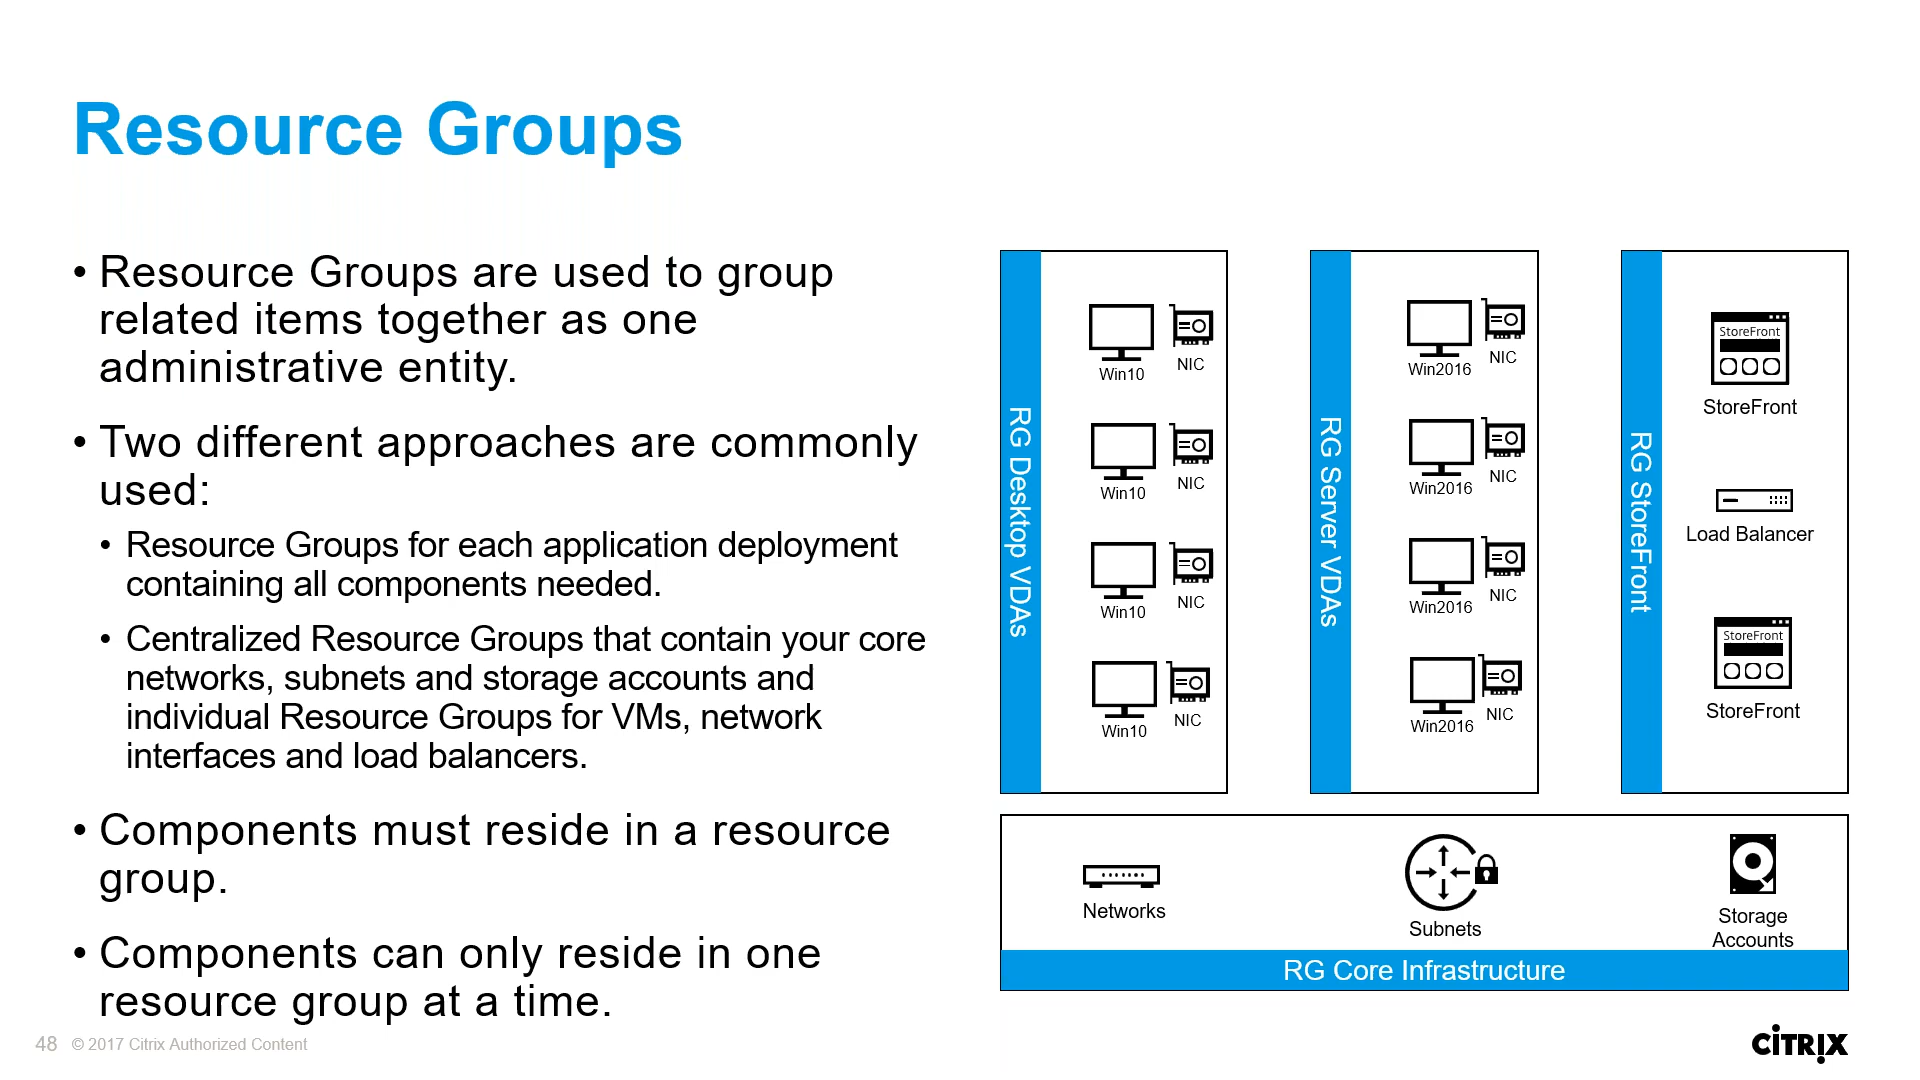 Resource Groups
• Resource Groups are used to group
related items together as one
administrative entity.
• Two different approaches are commonly
used:
• Resource Groups for each application deployment
containing all components needed.
• Centralized Resource Groups that contain your core
networks, subnets and storage accounts and
individual Resource Groups for VMs, network
interfaces and load balancers.
• Components must reside in a resource
group.
• Components can only reside in one
resource group at a time.
RG Desktop VDAs
Win10
NIC
Win10
NIC
Win10
NIC
Win10
NIC
RG Server VDAs
Win2016
NIC
Win2016
NIC
Win2016
NIC
Win2016
NIC
RG StoreFront
StoreFront
StoreFront
Load Balancer
StoreFront
StoreFront
Networks
Subnets
Storage
Accounts
RG Core Infrastructure
48 © 2017 Citrix Authorized Content
CITRIX